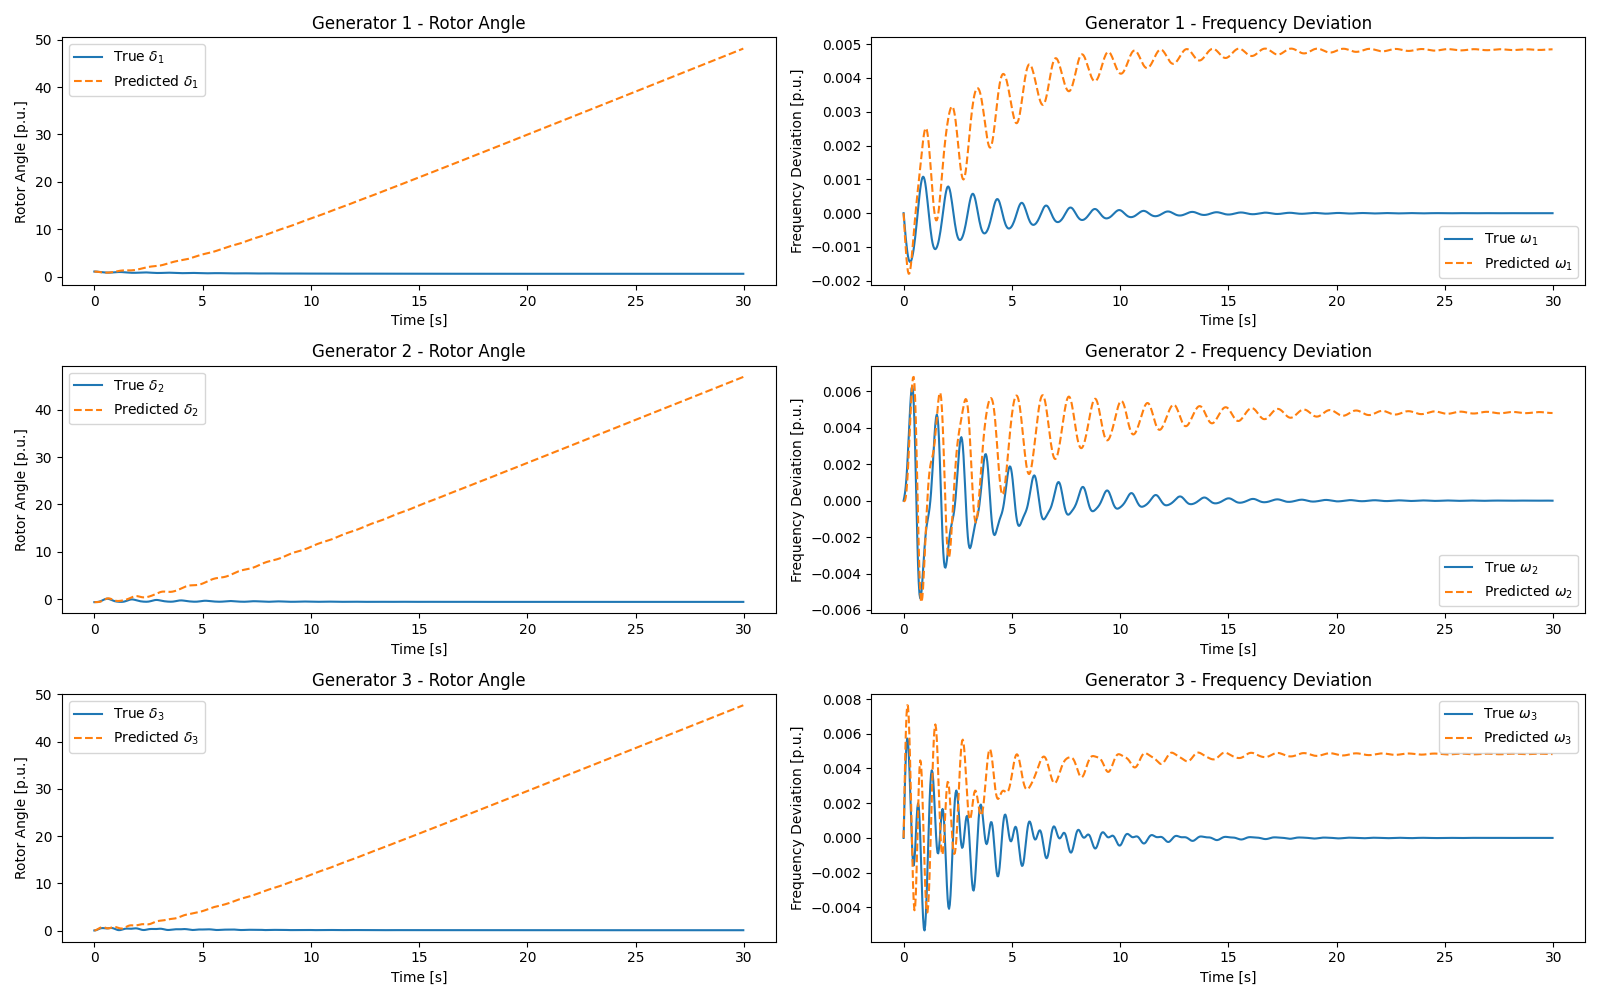 Generator 1 - Rotor Angle
Rotor Angle [p.u.]
50
40
30
20
10
0
True δ₁
Predicted δ₁
0 5 10 15 20 25 30
Time [s]
Generator 1 - Frequency Deviation
Frequency Deviation [p.u.]
0.005
0.004
0.003
0.002
0.001
0.000
−0.001
−0.002
True ω₁
Predicted ω₁
0 5 10 15 20 25 30
Time [s]
Generator 2 - Rotor Angle
Rotor Angle [p.u.]
40
30
20
10
0
True δ₂
Predicted δ₂
0 5 10 15 20 25 30
Time [s]
Generator 2 - Frequency Deviation
Frequency Deviation [p.u.]
0.006
0.004
0.002
0.000
−0.002
−0.004
−0.006
True ω₂
Predicted ω₂
0 5 10 15 20 25 30
Time [s]
Generator 3 - Rotor Angle
Rotor Angle [p.u.]
50
40
30
20
10
0
True δ₃
Predicted δ₃
0 5 10 15 20 25 30
Time [s]
Generator 3 - Frequency Deviation
Frequency Deviation [p.u.]
0.008
0.006
0.004
0.002
0.000
−0.002
−0.004
True ω₃
Predicted ω₃
0 5 10 15 20 25 30
Time [s]